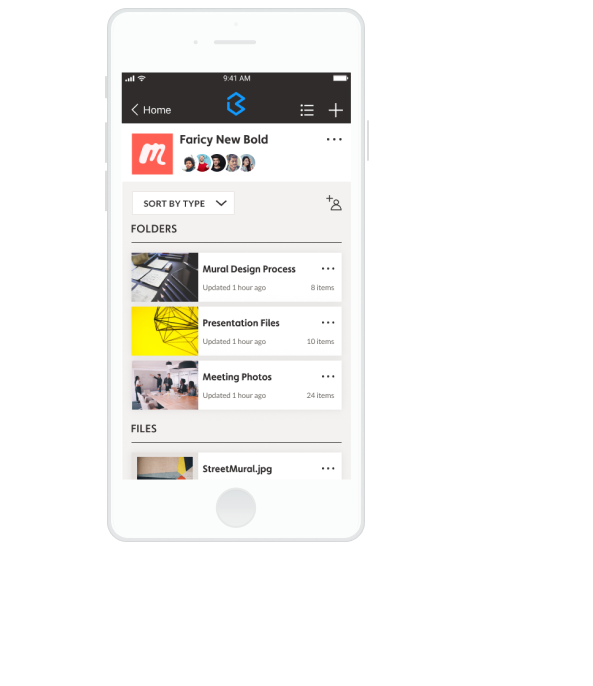 9:41 AM
Home
Faricy New Bold
SORT BY TYPE
FOLDERS
Mural Design Process
Updated 1 hour ago 8 items
Presentation Files
Updated 1 hour ago 10 items
Meeting Photos
Updated 1 hour ago 24 items
FILES
StreetMural.jpg